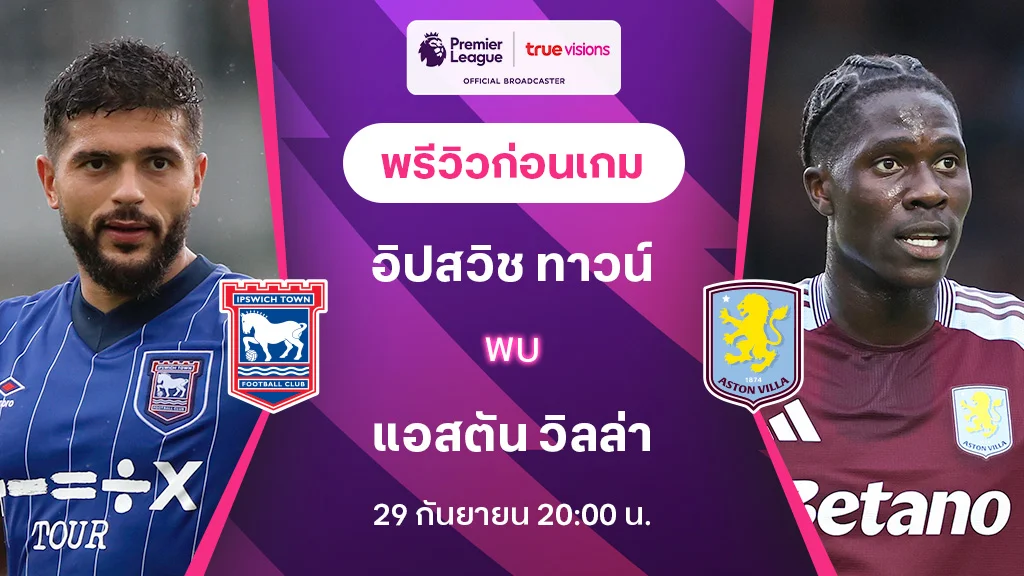 Premier League
true visions
OFFICIAL BROADCASTER
พรีวิวก่อนเกม
อิปสวิช ทาวน์
IPSWICH TOWN
FOOTBALL CLUB
พบ
1874
ASTON VILLA
แอสตัน วิลล่า
29 กันยายน 20:00 น.
-=÷X
TOUR
ASTON VILLA
Betano